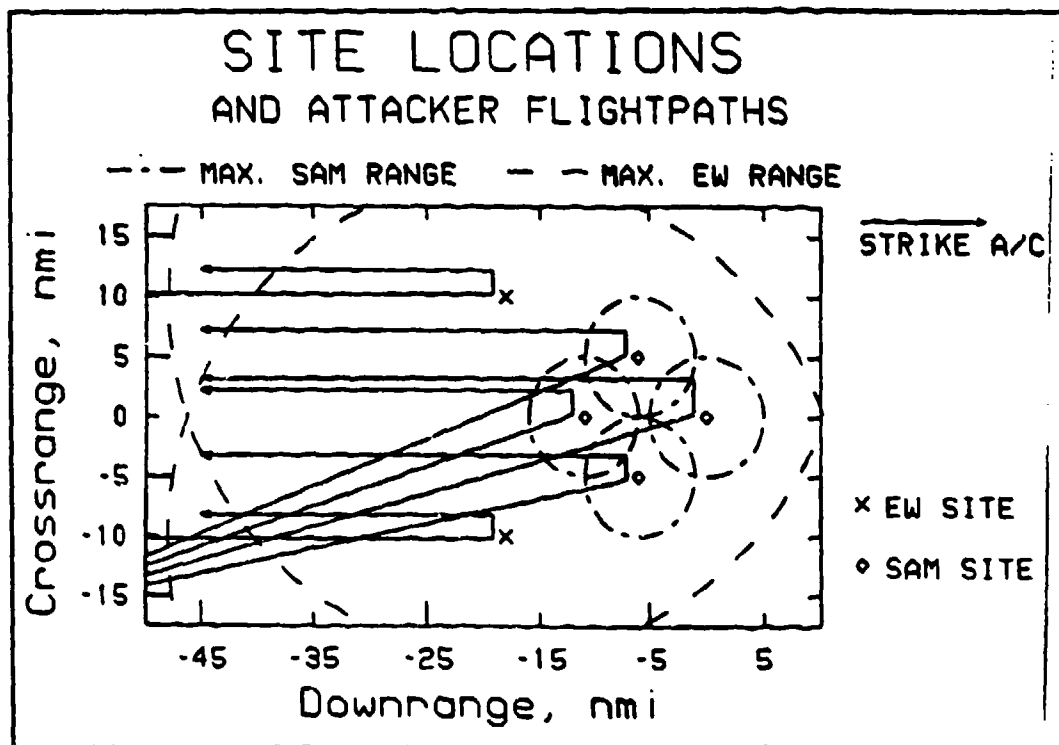 SITE LOCATIONS
AND ATTACKER FLIGHTPATHS
MAX. SAM RANGE
MAX. EW RANGE
STRIKE A/C
Crossrange, nmi
15
10
5
0
-5
-10
-15
× EW SITE
⋄ SAM SITE
-45 -35 -25 -15 -5 5
Downrange, nmi